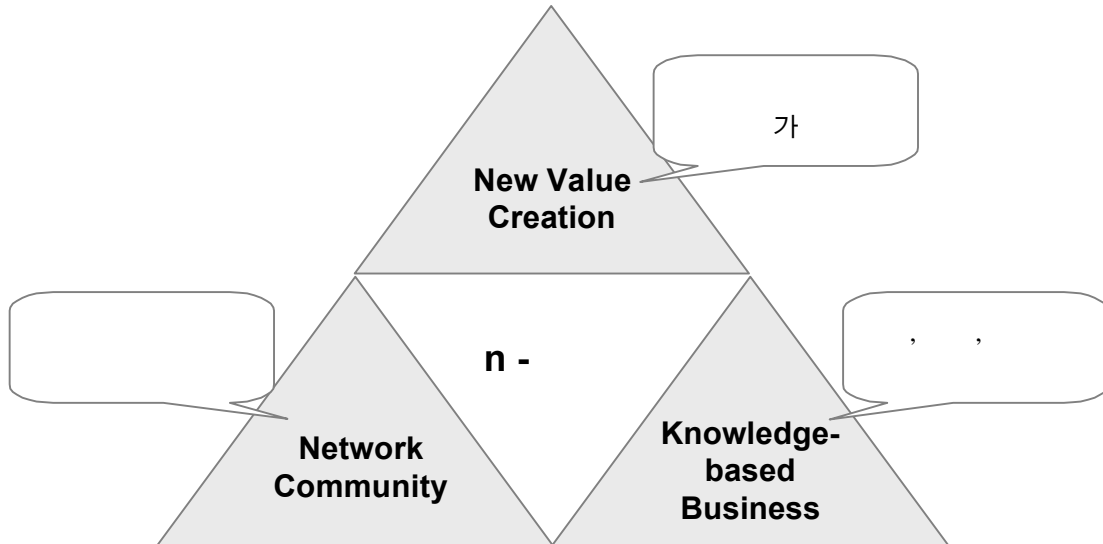 가
New Value
Creation
, ,
n -
Network
Community
Knowledge-
based
Business